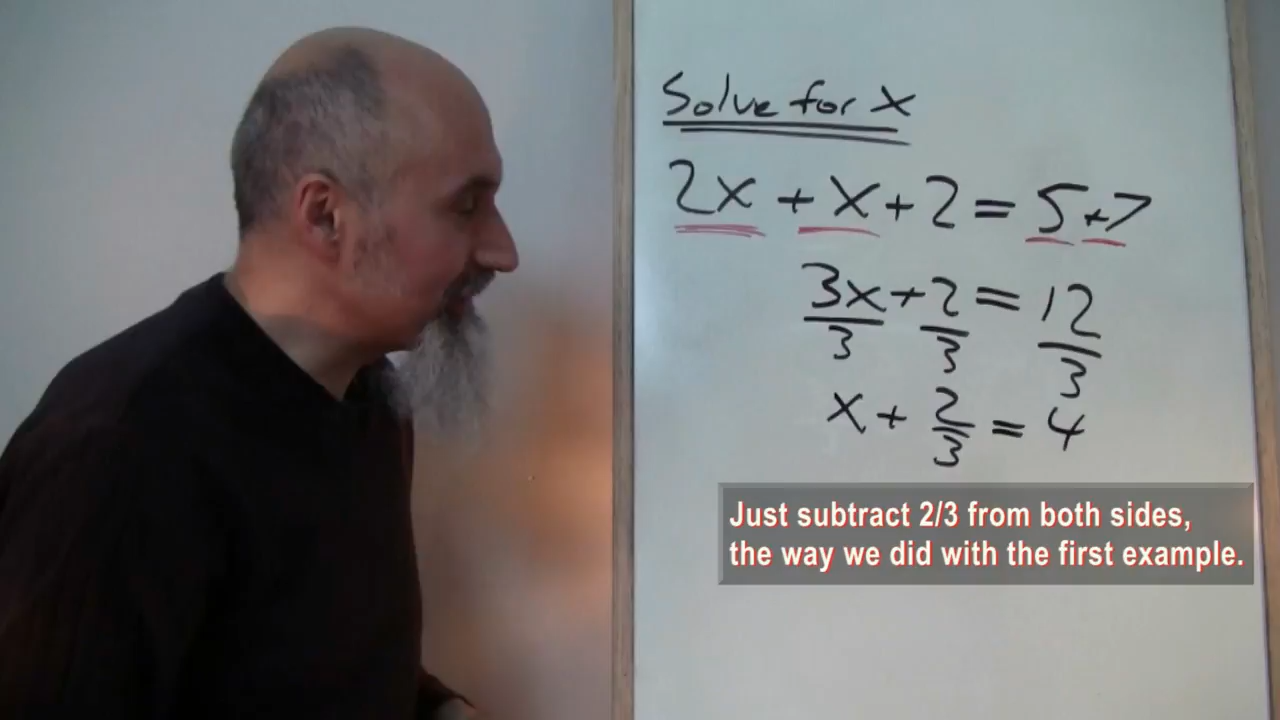 Solve for x
2x + x + 2 = 5 + 7
3x/3 + 2/3 = 12/3
x + 2/3 = 4
Just subtract 2/3 from both sides,
the way we did with the first example.